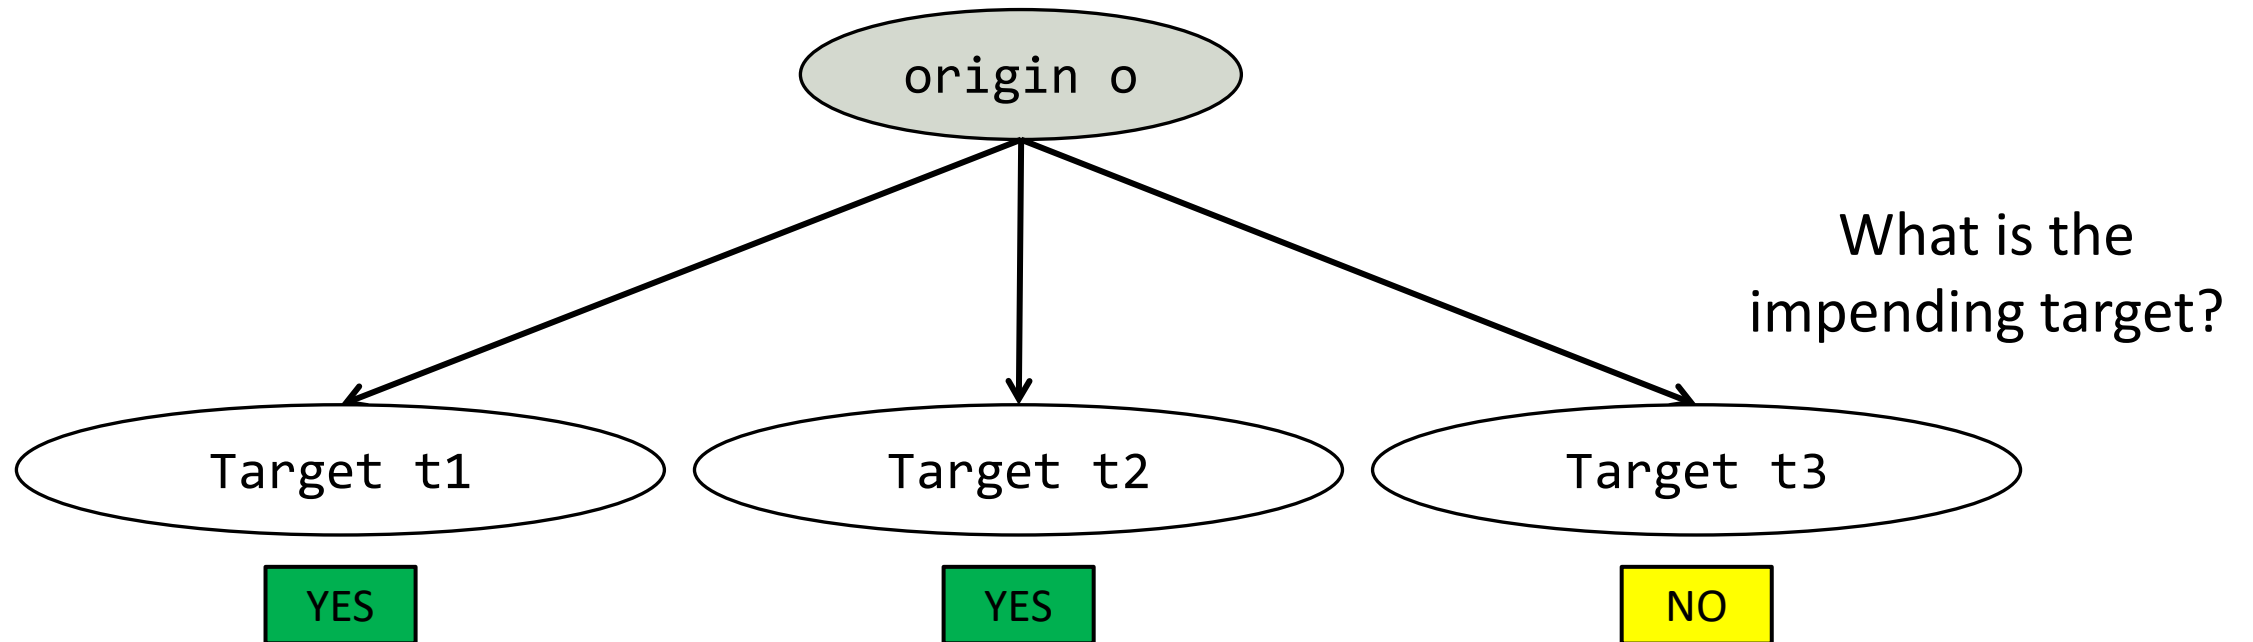 origin o
What is the
impending target?
Target t1
Target t2
Target t3
YES
YES
NO